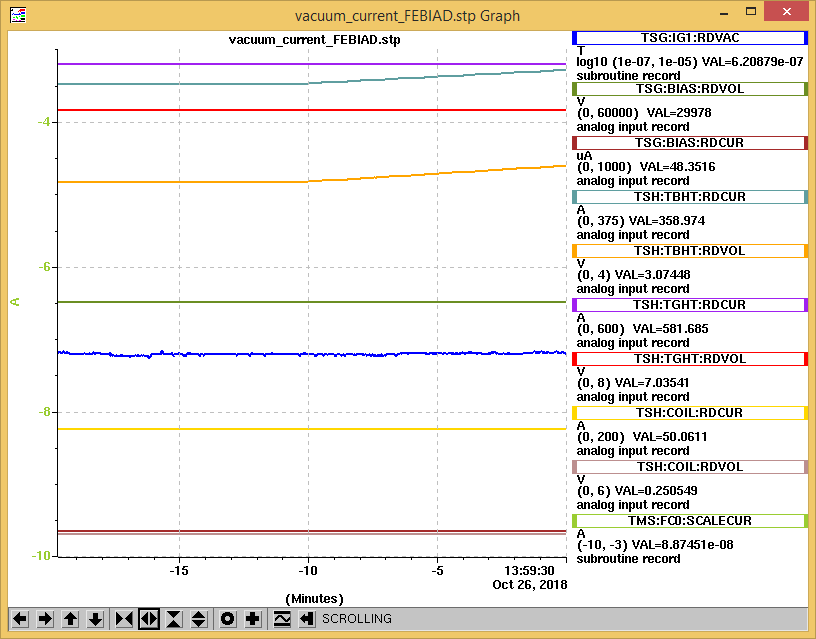 vacuum_current_FEBIAD.stp Graph
vacuum_current_FEBIAD.stp
A
-4
-6
-8
-10
-15
-10
-5
13:59:30
Oct 26, 2018
(Minutes)
TSG:IG1:RDVAC
T
log10 (1e-07, 1e-05) VAL=6.20879e-07
subroutine record
TSG:BIAS:RDVOL
V
(0, 60000) VAL=29978
analog input record
TSG:BIAS:RDCUR
uA
(0, 1000) VAL=48.3516
analog input record
TSH:TBHT:RDCUR
A
(0, 375) VAL=358.974
analog input record
TSH:TBHT:RDVOL
V
(0, 4) VAL=3.07448
analog input record
TSH:TGHT:RDCUR
A
(0, 600) VAL=581.685
analog input record
TSH:TGHT:RDVOL
V
(0, 8) VAL=7.03541
analog input record
TSH:COIL:RDCUR
A
(0, 200) VAL=50.0611
analog input record
TSH:COIL:RDVOL
V
(0, 6) VAL=0.250549
analog input record
TMS:FC0:SCALECUR
A
(-10, -3) VAL=8.87451e-08
subroutine record
SCROLLING